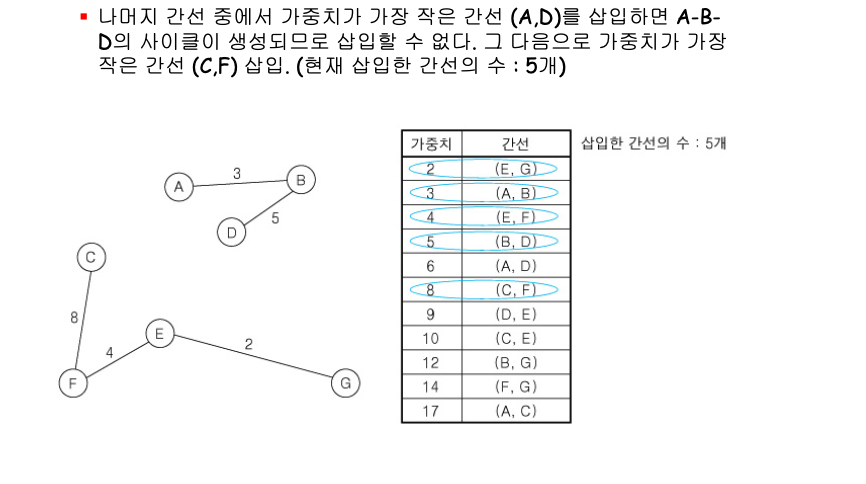 ▪ 나머지 간선 중에서 가중치가 가장 작은 간선 (A,D)를 삽입하면 A-B-
D의 사이클이 생성되므로 삽입할 수 없다. 그 다음으로 가중치가 가장
작은 간선 (C,F) 삽입. (현재 삽입한 간선의 수 : 5개)
삽입한 간선의 수 : 5개
A
3
B
D
5
C
8
F
4
E
2
G
가중치 간선
2 (E, G)
3 (A, B)
4 (E, F)
5 (B, D)
6 (A, D)
8 (C, F)
9 (D, E)
10 (C, E)
12 (B, G)
14 (F, G)
17 (A, C)